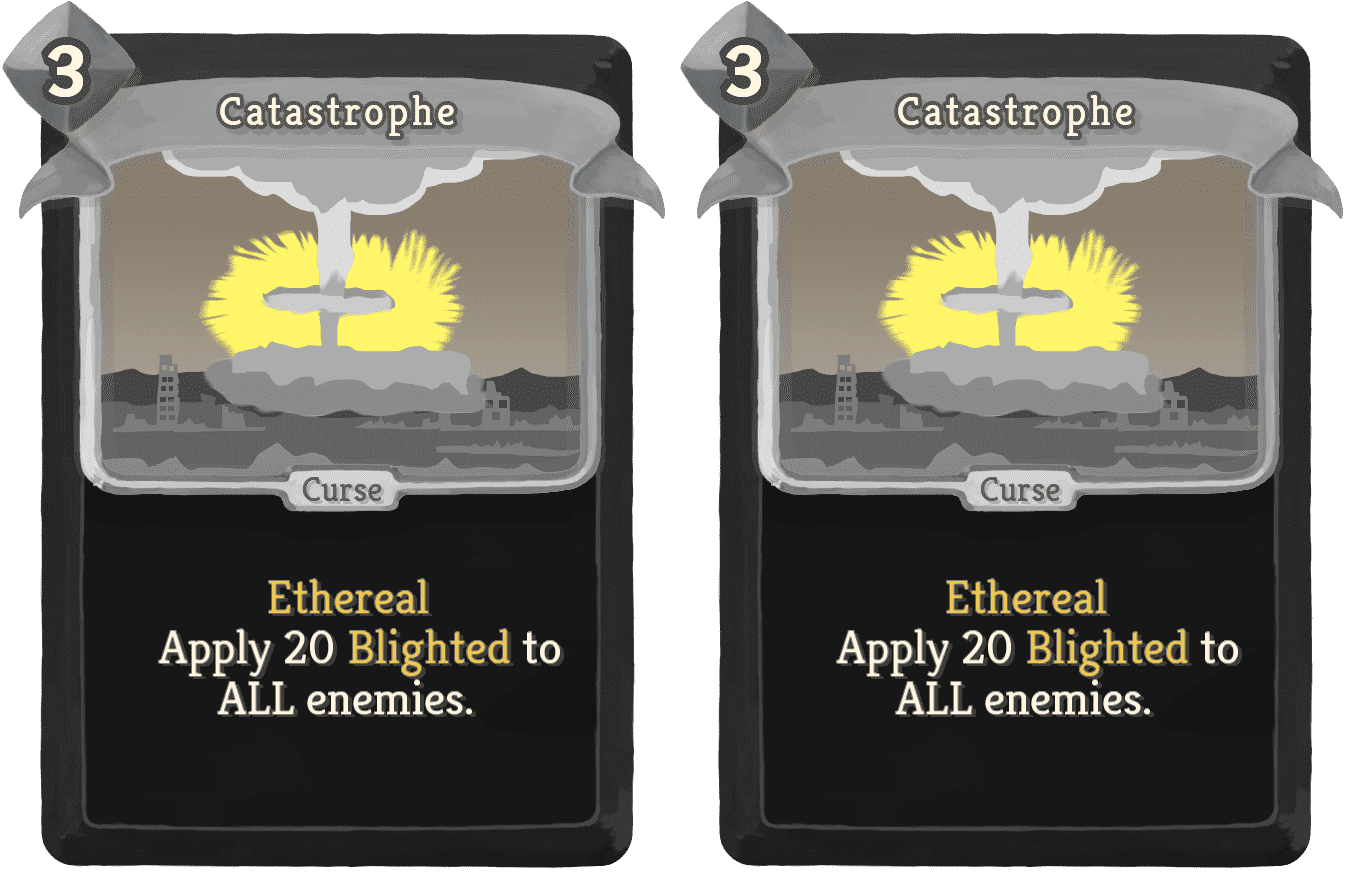 3
Catastrophe
Curse
Ethereal
Apply 20 Blighted to
ALL enemies.
3
Catastrophe
Curse
Ethereal
Apply 20 Blighted to
ALL enemies.